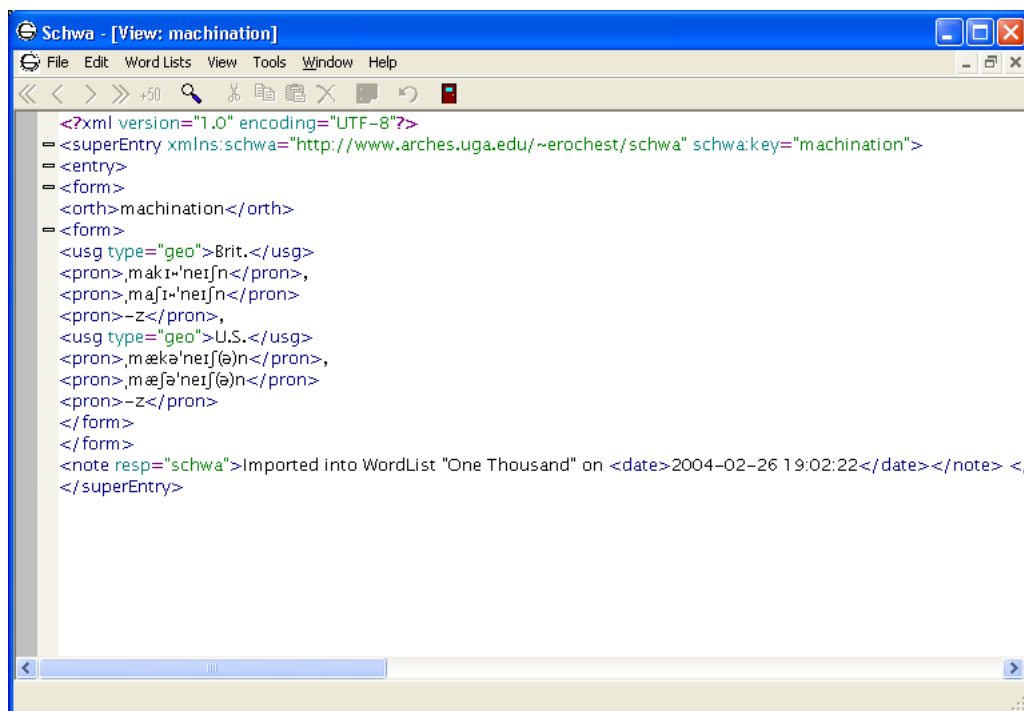 Schwa - [View: machination]
File Edit Word Lists View Tools Window Help
+50
<?xml version="1.0" encoding="UTF-8"?>
<superEntry xmlns:schwa="http://www.arches.uga.edu/~erochest/schwa" schwa:key="machination">
<entry>
<form>
<orth>machination</orth>
<form>
<usg type="geo">Brit.</usg>
<pron>ˌmakɪ˞ˈneɪʃn</pron>,
<pron>ˌmaʃɪ˞ˈneɪʃn</pron>
<pron>-z</pron>,
<usg type="geo">U.S.</usg>
<pron>ˌmækəˈneɪʃ(ə)n</pron>,
<pron>ˌmæʃəˈneɪʃ(ə)n</pron>
<pron>-z</pron>
</form>
</form>
<note resp="schwa">Imported into WordList "One Thousand" on <date>2004-02-26 19:02:22</date></note> </
</superEntry>